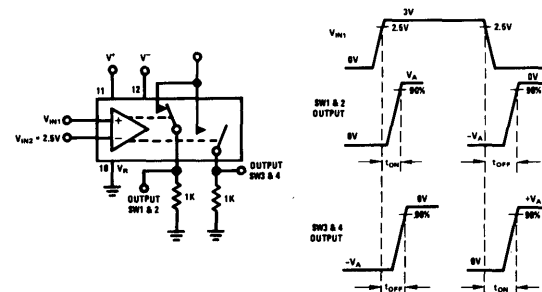 V+
V−
11
12
VIN1
+
VIN2 = 2.5V
−
10
VR
OUTPUT
SW1 & 2
1K
1K
OUTPUT
SW3 & 4
VIN1
3V
2.5V
2.5V
0V
SW1 & 2
OUTPUT
VA
90%
0V
tON
0V
90%
−VA
tOFF
SW3 & 4
OUTPUT
0V
90%
−VA
tOFF
+VA
90%
0V
tON